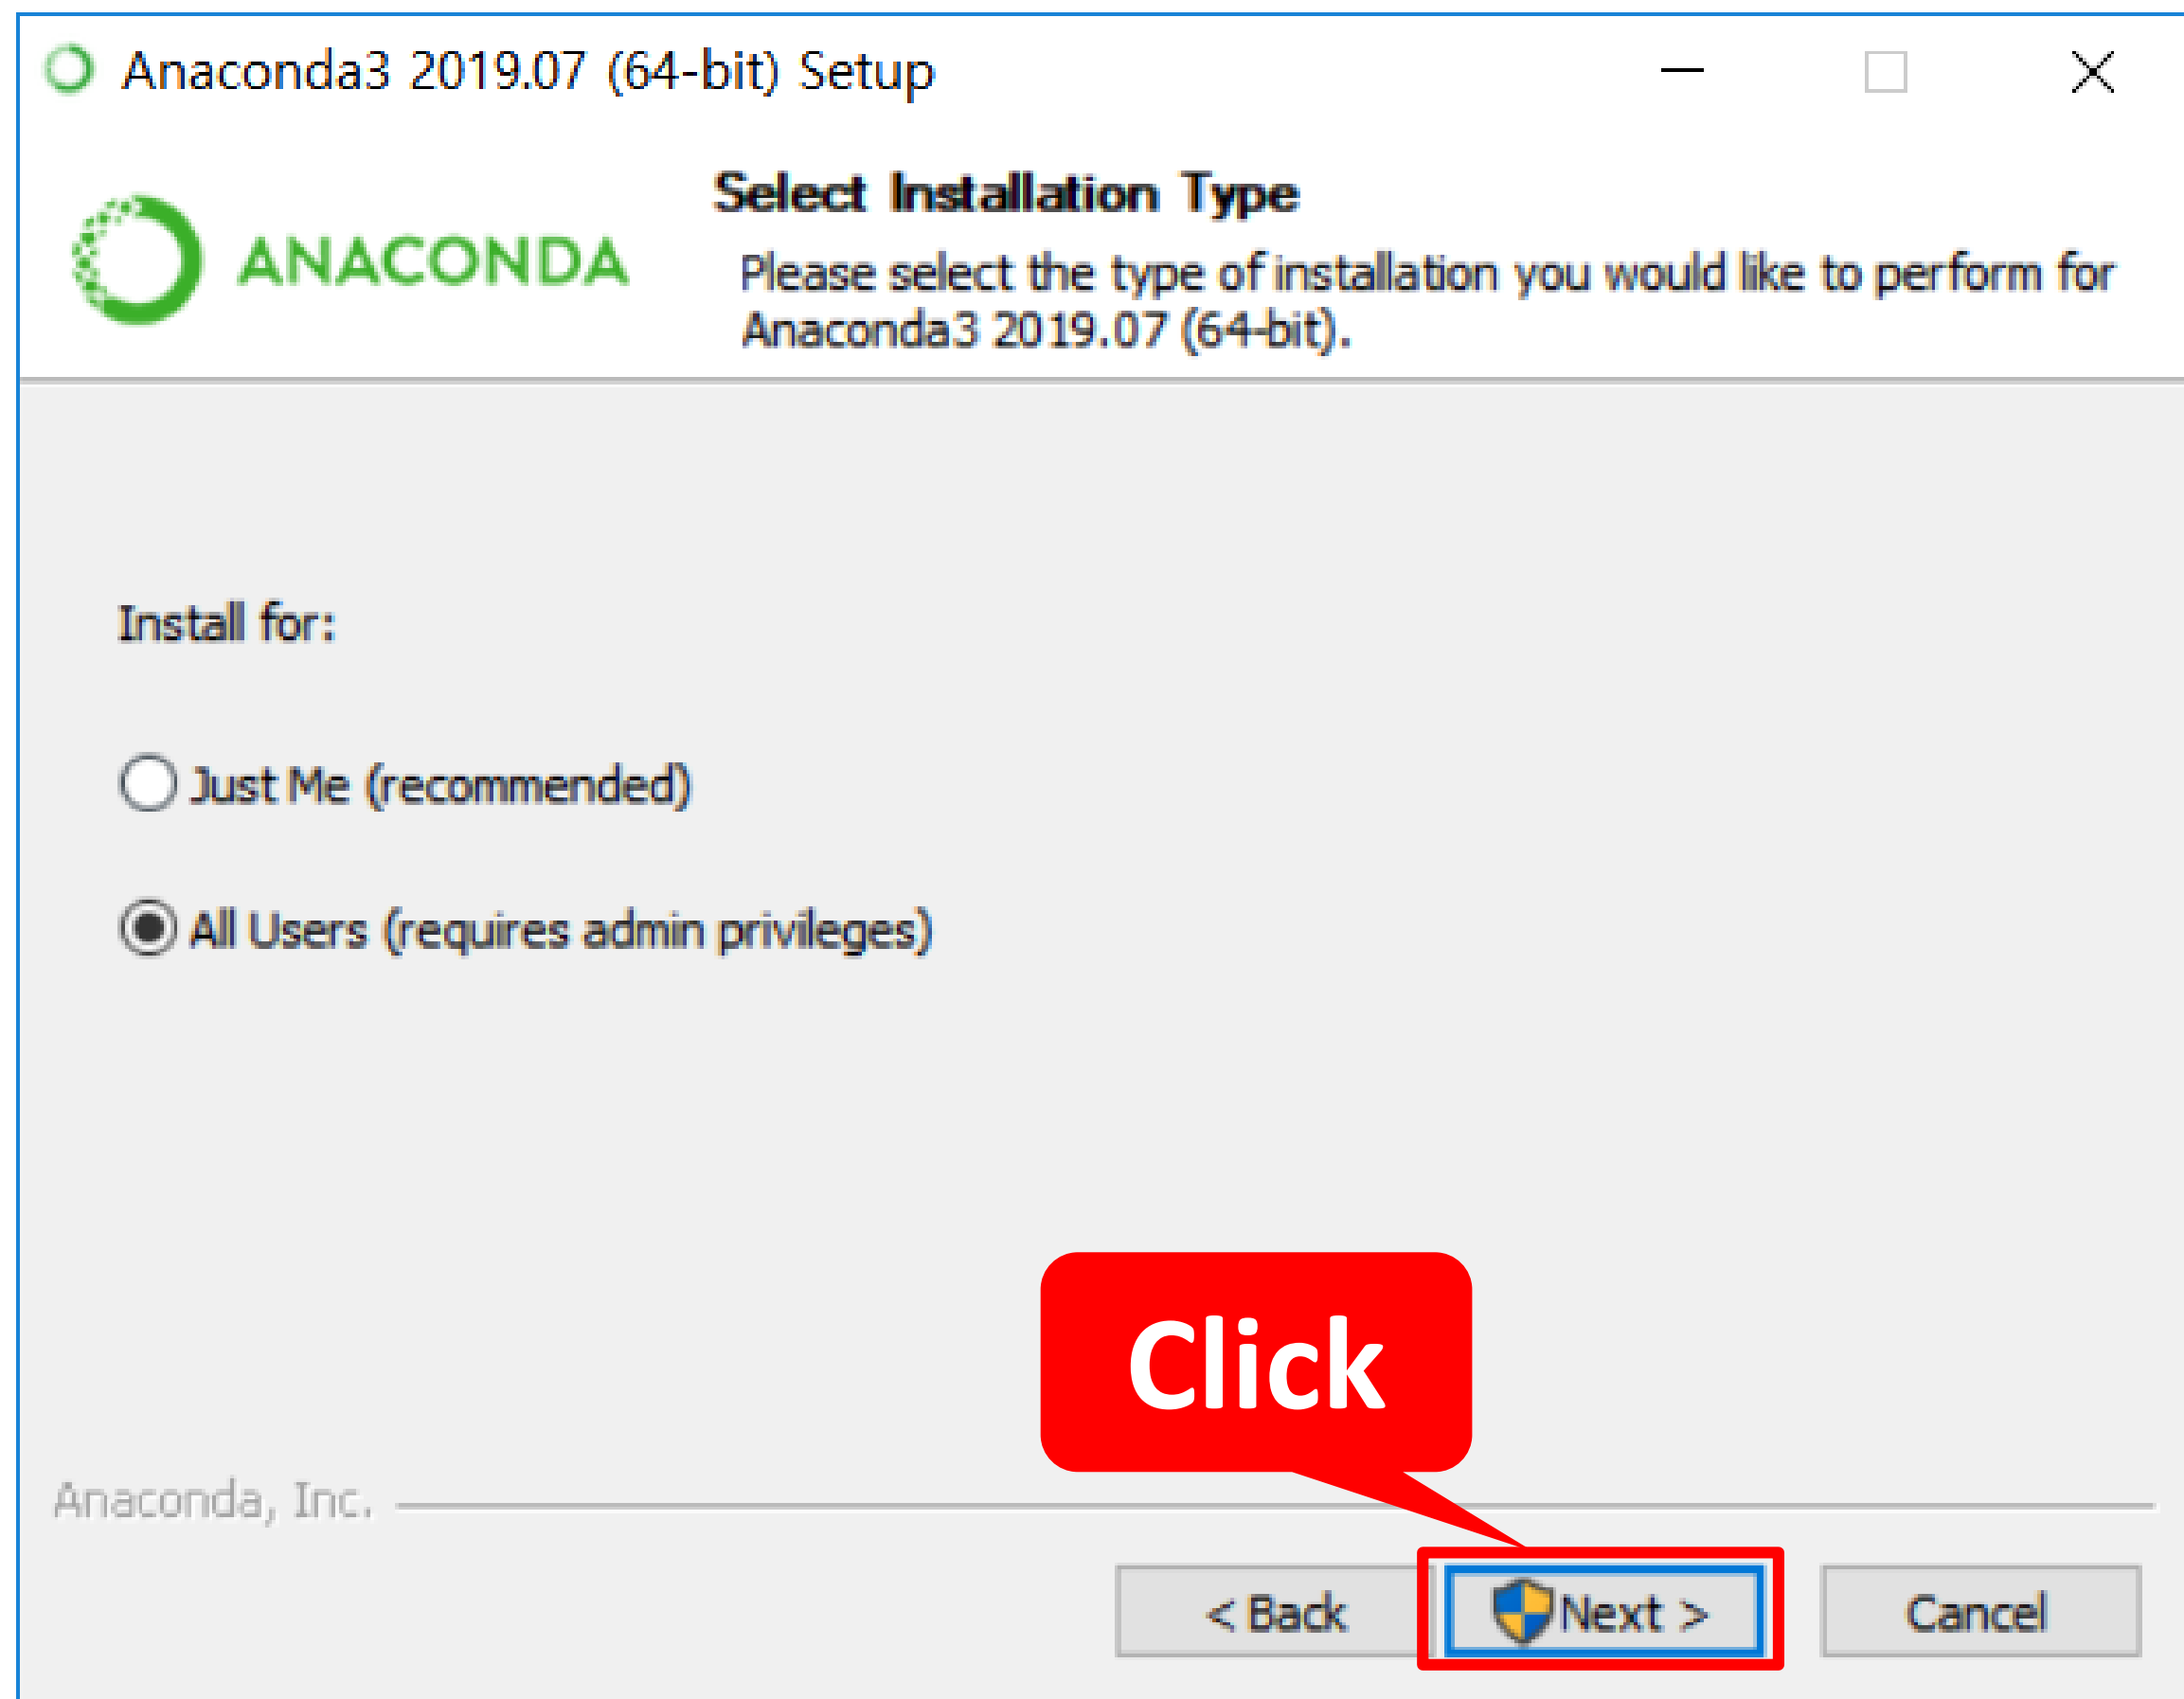 Anaconda3 2019.07 (64-bit) Setup
ANACONDA
Select Installation Type
Please select the type of installation you would like to perform for
Anaconda3 2019.07 (64-bit).
Install for:
Just Me (recommended)
All Users (requires admin privileges)
Click
Anaconda, Inc.
< Back
Next >
Cancel